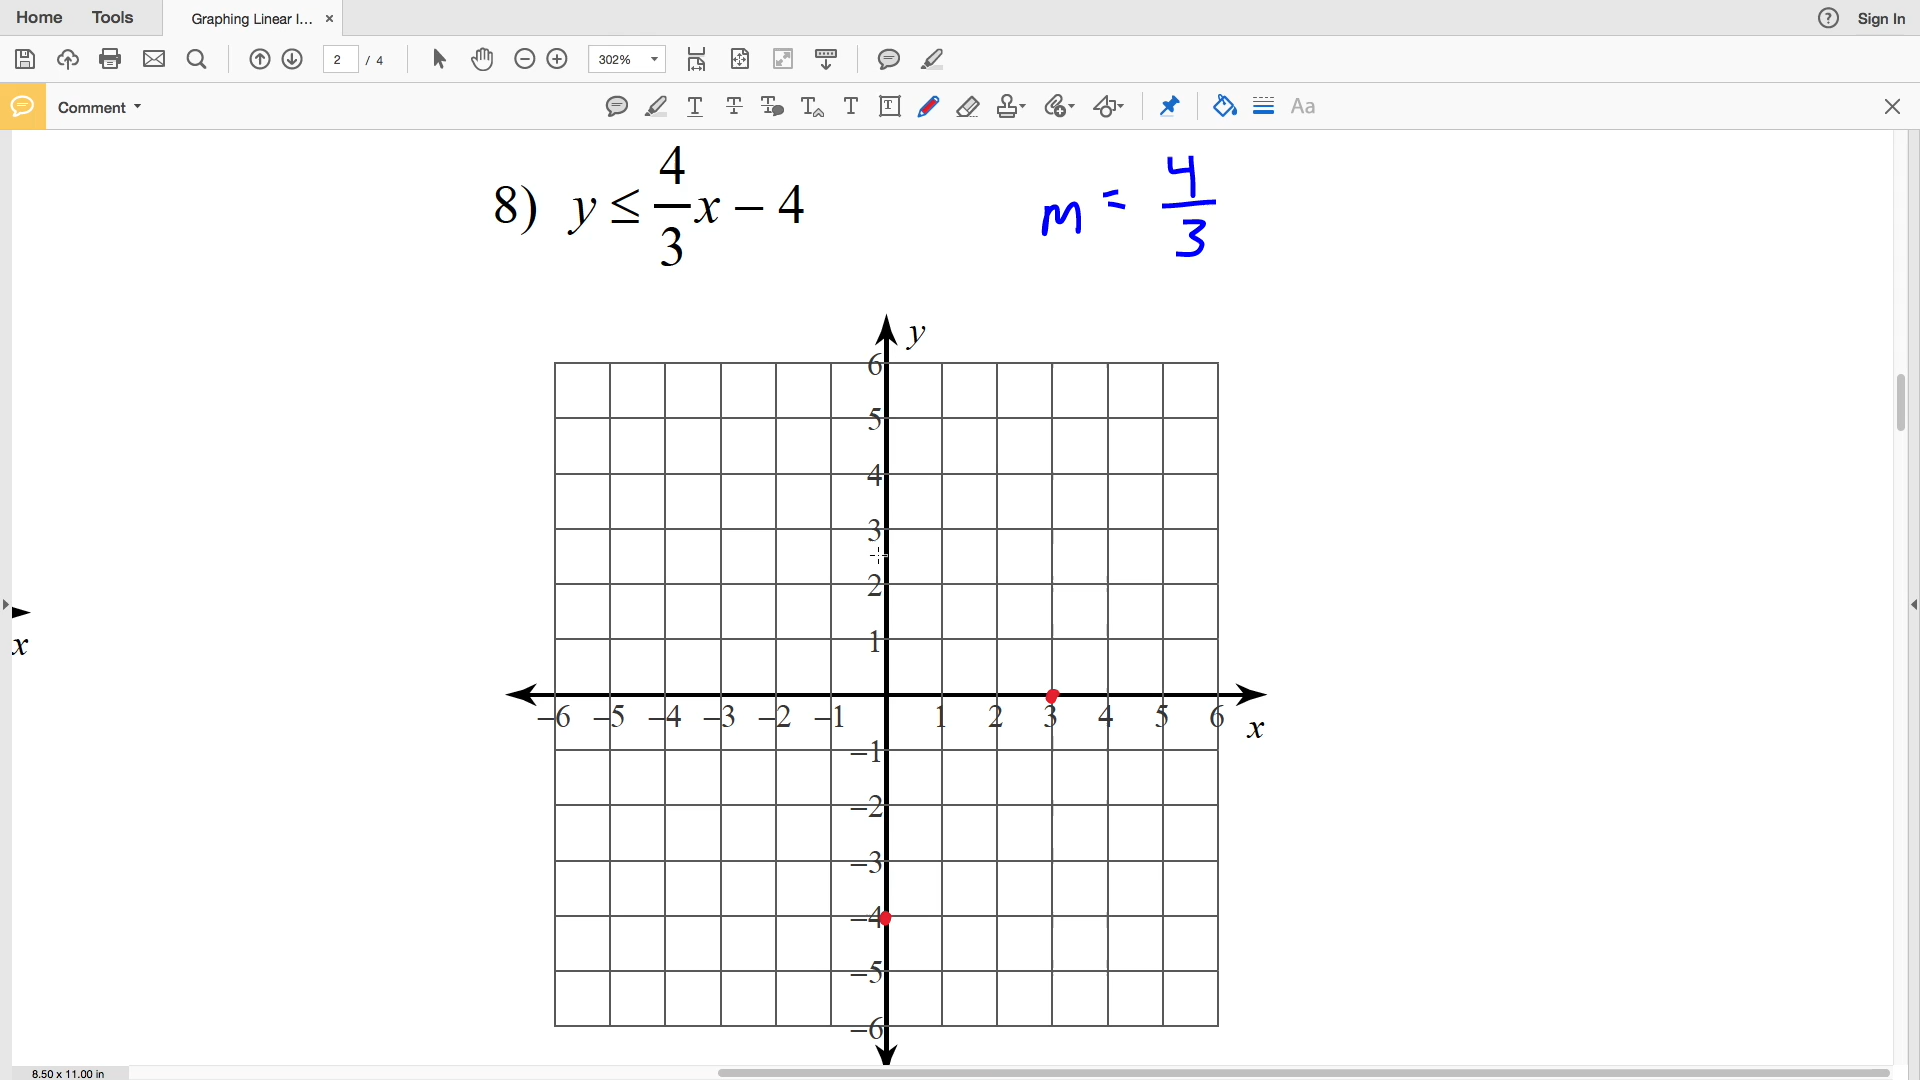 Home Tools Graphing Linear I... × ? Sign In
2 / 4 302%
Comment T T T T T T Aa
8) y ≤ 4/3 x – 4
m = 4/3
y
6
5
4
3
2
1
x
–6 –5 –4 –3 –2 –1 1 2 3 4 5 6
x
–1
–2
–3
–4
–5
–6
8.50 x 11.00 in